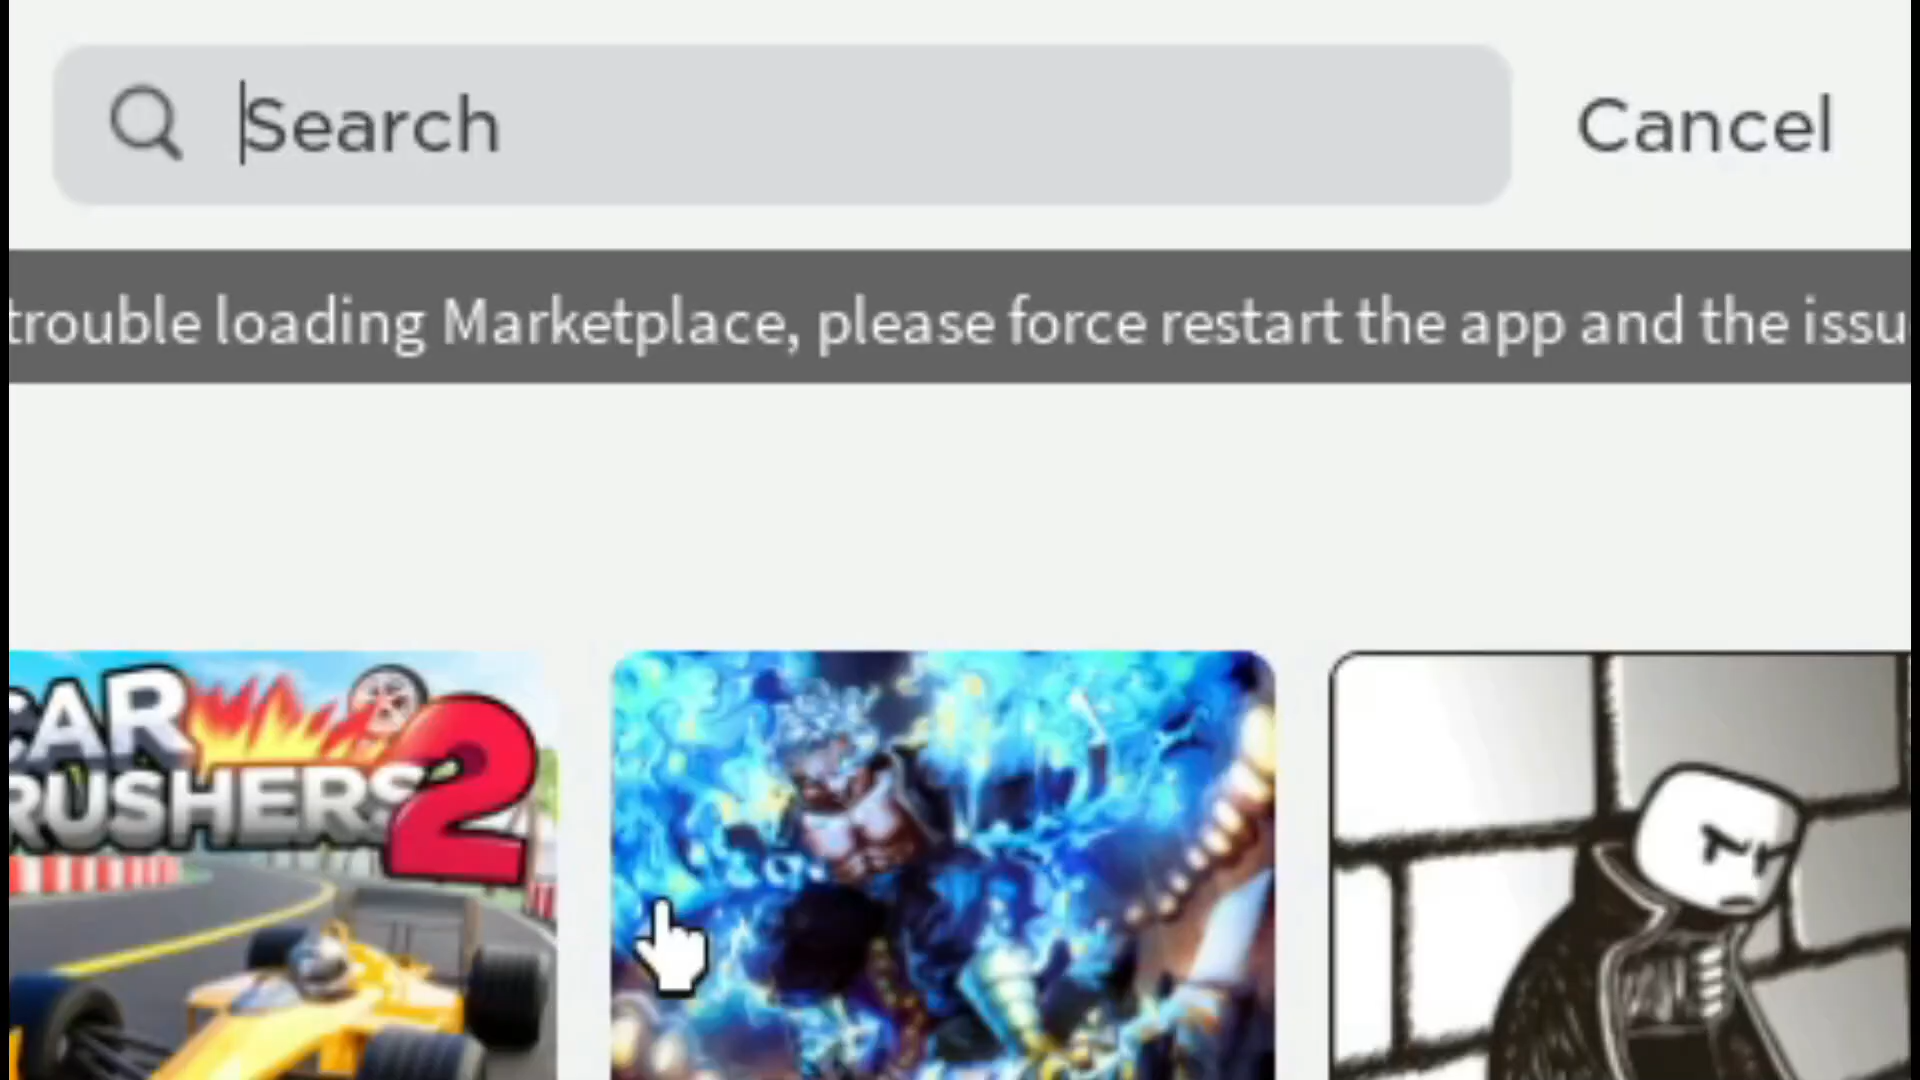 Search
Cancel
trouble loading Marketplace, please force restart the app and the issu
CAR
RUSHERS 2